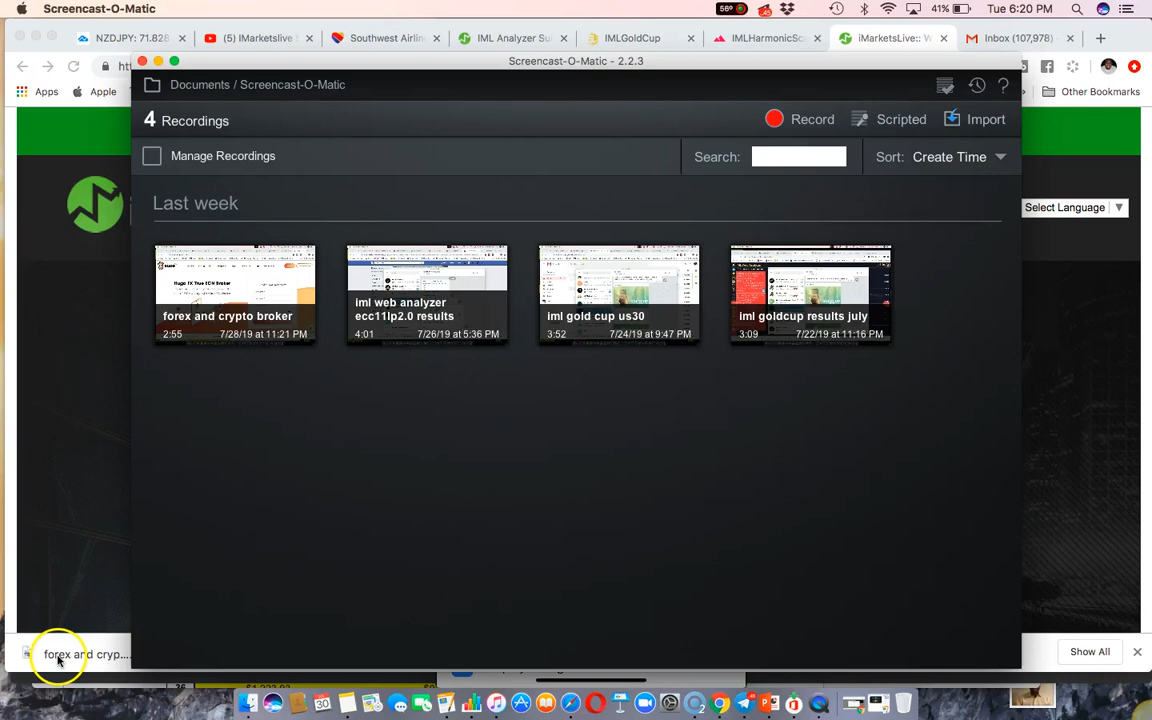 Screencast-O-Matic
56°
41%
Tue 6:20 PM
NZDJPY: 71.828
(5) IMarketslive
Southwest Airlin
IML Analyzer Su
IMLGoldCup
IMLHarmonicSc
iMarketsLive:: W
Inbox (107,978)
Screencast-O-Matic - 2.2.3
Apps
Apple
Other Bookmarks
Documents / Screencast-O-Matic
4 Recordings
Record
Scripted
Import
Manage Recordings
Search:
Sort: Create Time
Last week
Select Language
forex and crypto broker
2:55 7/28/19 at 11:21 PM
iml web analyzer
ecc11lp2.0 results
4:01 7/26/19 at 5:36 PM
iml gold cup us30
3:52 7/24/19 at 9:47 PM
iml goldcup results july
3:09 7/22/19 at 11:16 PM
forex and cryp....
Show All